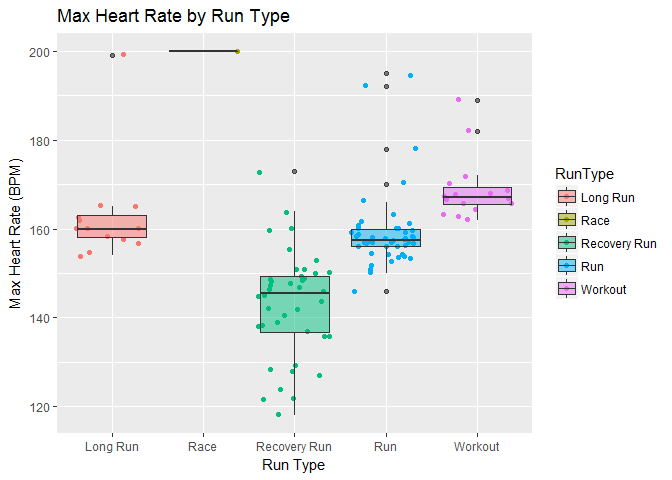 Max Heart Rate by Run Type
Max Heart Rate (BPM)
200
180
160
140
120
Long Run
Race
Recovery Run
Run
Workout
Run Type
RunType
Long Run
Race
Recovery Run
Run
Workout